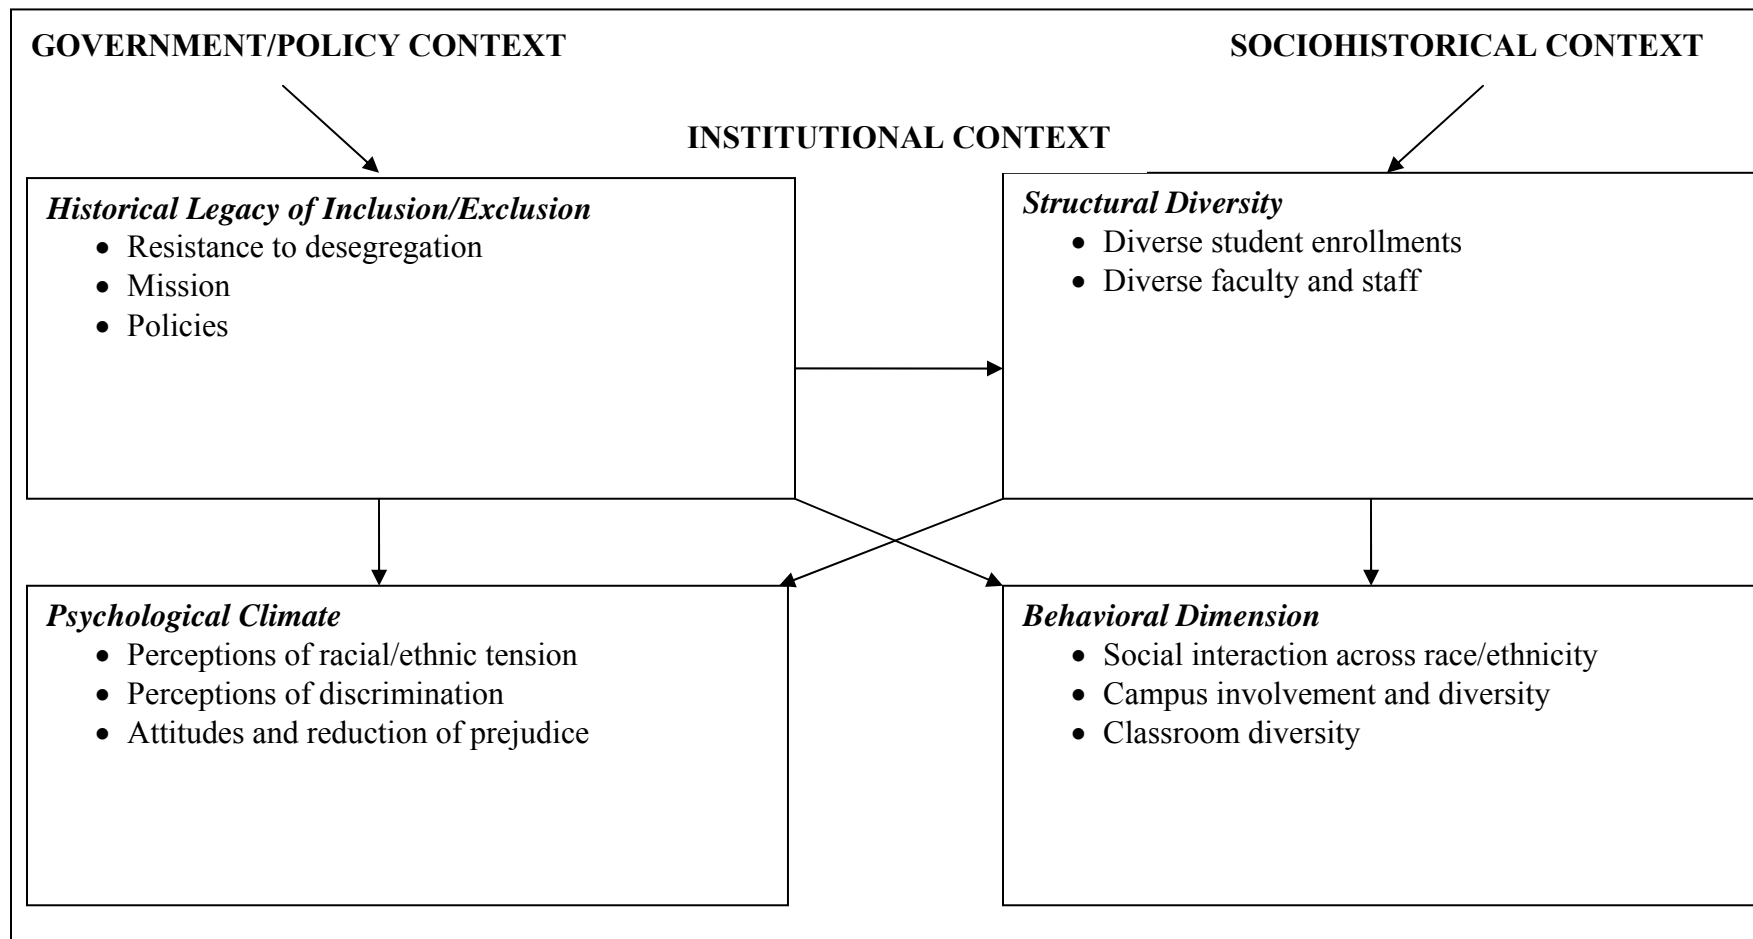 GOVERNMENT/POLICY CONTEXT
SOCIOHISTORICAL CONTEXT
INSTITUTIONAL CONTEXT
Historical Legacy of Inclusion/Exclusion
• Resistance to desegregation
• Mission
• Policies
Structural Diversity
• Diverse student enrollments
• Diverse faculty and staff
Psychological Climate
• Perceptions of racial/ethnic tension
• Perceptions of discrimination
• Attitudes and reduction of prejudice
Behavioral Dimension
• Social interaction across race/ethnicity
• Campus involvement and diversity
• Classroom diversity